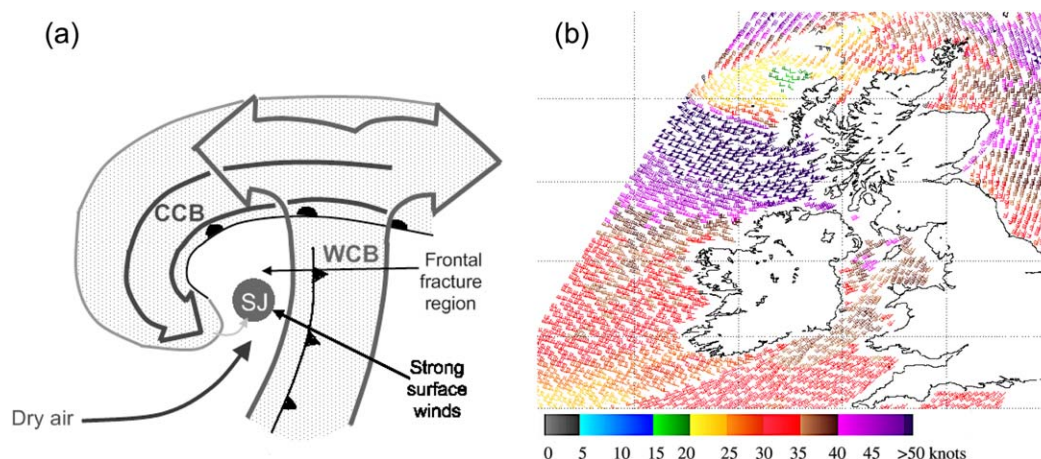 (a)
CCB
WCB
Frontal
fracture
region
SJ
Strong
surface
winds
Dry air
(b)
0 5 10 15 20 25 30 35 40 45 >50 knots